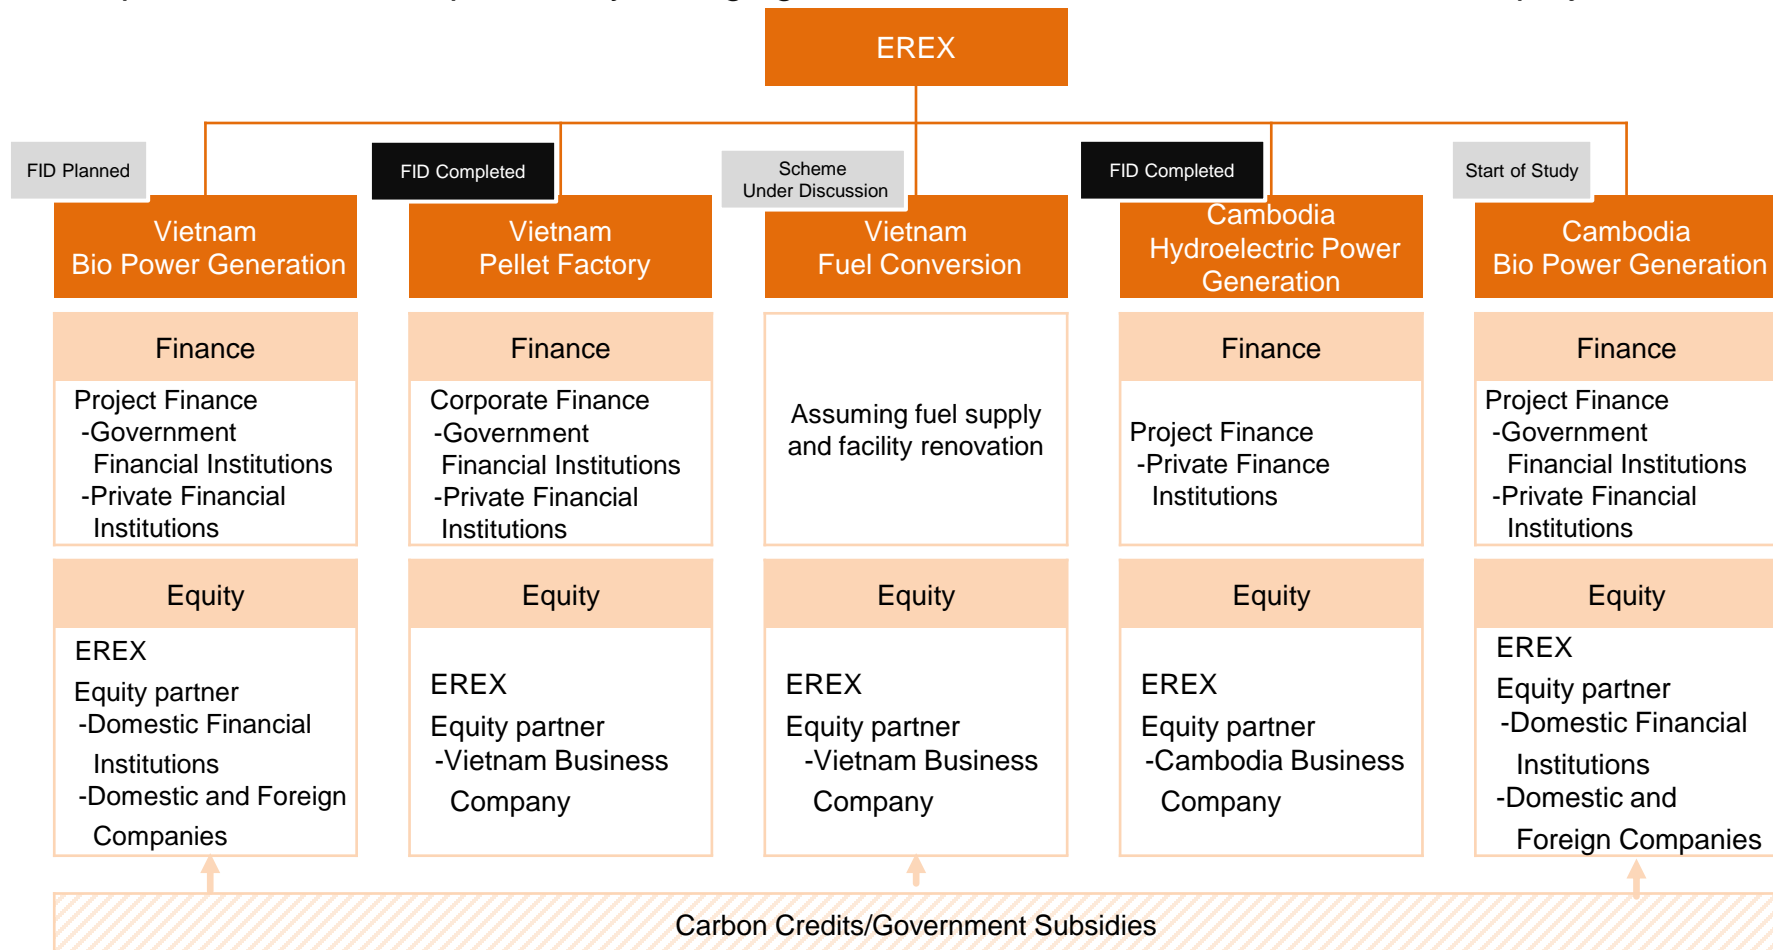 EREX
FID Planned
FID Completed
Scheme
Under Discussion
FID Completed
Start of Study
Vietnam
Bio Power Generation
Vietnam
Pellet Factory
Vietnam
Fuel Conversion
Cambodia
Hydroelectric Power
Generation
Cambodia
Bio Power Generation
Finance
Project Finance
-Government
Financial Institutions
-Private Financial
Institutions
Finance
Corporate Finance
-Government
Financial Institutions
-Private Financial
Institutions
Assuming fuel supply
and facility renovation
Finance
Project Finance
-Private Finance
Institutions
Finance
Project Finance
-Government
Financial Institutions
-Private Financial
Institutions
Equity
EREX
Equity partner
-Domestic Financial
Institutions
-Domestic and Foreign
Companies
Equity
EREX
Equity partner
-Vietnam Business
Company
Equity
EREX
Equity partner
-Vietnam Business
Company
Equity
EREX
Equity partner
-Cambodia Business
Company
Equity
EREX
Equity partner
-Domestic Financial
Institutions
-Domestic and
Foreign Companies
Carbon Credits/Government Subsidies